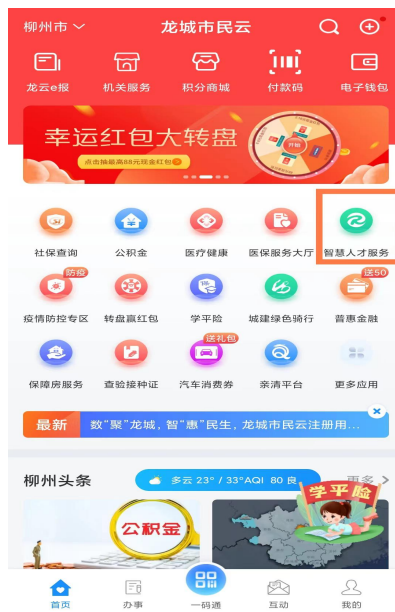 柳州市
龙城市民云
龙云e报
机关服务
积分商城
付款码
电子钱包
幸运红包大转盘
点击抽最高88元现金红包
开始
社保查询
公积金
医疗健康
医保服务大厅
智慧人才服务
防疫
送50
疫情防控专区
转盘赢红包
学平险
城建绿色骑行
普惠金融
送礼包
保障房服务
查验接种证
汽车消费券
亲清平台
更多应用
最新
数“聚”龙城，智“惠”民生，龙城市民云注册用...
柳州头条
多云 23° / 33°AQI 80 良
更多
学平险
公积金
首页
办事
一码通
互动
我的